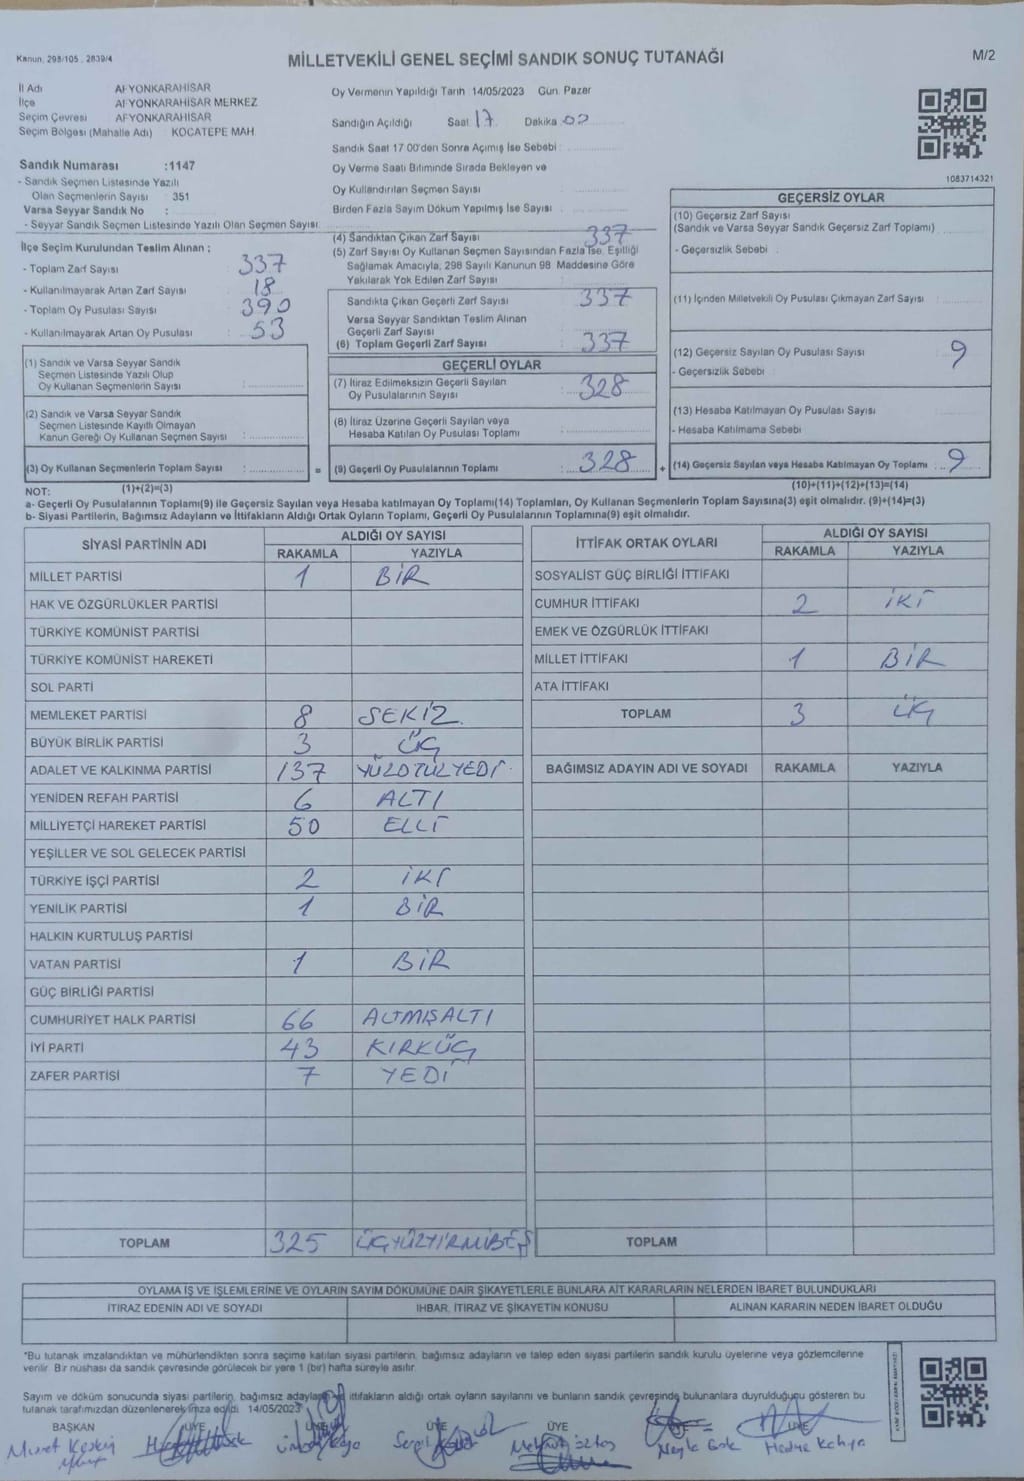 Kanun: 298/105 , 2839/4
MİLLETVEKİLİ GENEL SEÇİMİ SANDIK SONUÇ TUTANAĞI
M/2
İl Adı AFYONKARAHİSAR
İlçe AFYONKARAHİSAR MERKEZ
Seçim Çevresi AFYONKARAHİSAR
Seçim Bölgesi (Mahalle Adı) KOCATEPE MAH
Sandık Numarası :1147
- Sandık Seçmen Listesinde Yazılı
Olan Seçmenlerin Sayısı : 351
Varsa Seyyar Sandık No :
- Seyyar Sandık Seçmen Listesinde Yazılı Olan Seçmen Sayısı:
Oy Vermenin Yapıldığı Tarih 14/05/2023 Gün: Pazar
Sandığın Açıldığı Saat 17 Dakika 00
Sandık Saat 17:00'den Sonra Açımış İse Sebebi :
Oy Verme Saati Bitiminde Sırada Bekleyen ve
Oy Kullandırılan Seçmen Sayısı :
Birden Fazla Sayım Döküm Yapılmış İse Sayısı :
1083714321
İlçe Seçim Kurulundan Teslim Alınan ;
- Toplam Zarf Sayısı : 337
- Kullanılmayarak Artan Zarf Sayısı : 18
- Toplam Oy Pusulası Sayısı : 390
- Kullanılmayarak Artan Oy Pusulası : 53
(4) Sandıktan Çıkan Zarf Sayısı : 337
(5) Zarf Sayısı Oy Kullanan Seçmen Sayısından Fazla İse, Eşitliği
Sağlamak Amacıyla, 298 Sayılı Kanunun 98. Maddesine Göre
Yakılarak Yok Edilen Zarf Sayısı :
Sandıkta Çıkan Geçerli Zarf Sayısı : 337
Varsa Seyyar Sandıktan Teslim Alınan
Geçerli Zarf Sayısı :
(6) Toplam Geçerli Zarf Sayısı : 337
GEÇERSİZ OYLAR
(10) Geçersiz Zarf Sayısı
(Sandık ve Varsa Seyyar Sandık Geçersiz Zarf Toplamı) :
- Geçersizlik Sebebi :
(11) İçinden Milletvekili Oy Pusulası Çıkmayan Zarf Sayısı :
(12) Geçersiz Sayılan Oy Pusulası Sayısı : 9
- Geçersizlik Sebebi :
(13) Hesaba Katılmayan Oy Pusulası Sayısı :
- Hesaba Katılmama Sebebi :
(14) Geçersiz Sayılan veya Hesaba Katılmayan Oy Toplamı : 9
(10)+(11)+(12)+(13)=(14)
(1) Sandık ve Varsa Seyyar Sandık
Seçmen Listesinde Yazılı Olup
Oy Kullanan Seçmenlerin Sayısı :
(2) Sandık ve Varsa Seyyar Sandık
Seçmen Listesinde Kayıtlı Olmayan
Kanun Gereği Oy Kullanan Seçmen Sayısı :
(3) Oy Kullanan Seçmenlerin Toplam Sayısı : =
GEÇERLİ OYLAR
(7) İtiraz Edilmeksizin Geçerli Sayılan
Oy Pusulalarının Sayısı : 328
(8) İtiraz Üzerine Geçerli Sayılan veya
Hesaba Katılan Oy Pusulası Toplamı :
(9) Geçerli Oy Pusulalarının Toplamı : 328 +
NOT: (1)+(2)=(3)
a- Geçerli Oy Pusulalarının Toplamı(9) ile Geçersiz Sayılan veya Hesaba katılmayan Oy Toplamı(14) Toplamları, Oy Kullanan Seçmenlerin Toplam Sayısına(3) eşit olmalıdır. (9)+(14)=(3)
b- Siyasi Partilerin, Bağımsız Adayların ve İttifakların Aldığı Ortak Oyların Toplamı, Geçerli Oy Pusulalarının Toplamına(9) eşit olmalıdır.
SİYASİ PARTİNİN ADI ALDIĞI OY SAYISI
RAKAMLA YAZIYLA
MİLLET PARTİSİ 1 BİR
HAK VE ÖZGÜRLÜKLER PARTİSİ
TÜRKİYE KOMÜNİST PARTİSİ
TÜRKİYE KOMÜNİST HAREKETİ
SOL PARTİ
MEMLEKET PARTİSİ 8 SEKİZ
BÜYÜK BİRLİK PARTİSİ 3 ÜÇ
ADALET VE KALKINMA PARTİSİ 137 YÜZOTUZYEDİ
YENİDEN REFAH PARTİSİ 6 ALTI
MİLLİYETÇİ HAREKET PARTİSİ 50 ELLİ
YEŞİLLER VE SOL GELECEK PARTİSİ
TÜRKİYE İŞÇİ PARTİSİ 2 İKİ
YENİLİK PARTİSİ 1 BİR
HALKIN KURTULUŞ PARTİSİ
VATAN PARTİSİ 1 BİR
GÜÇ BİRLİĞİ PARTİSİ
CUMHURİYET HALK PARTİSİ 66 ALTMIŞALTI
İYİ PARTİ 43 KIRKÜÇ
ZAFER PARTİSİ 7 YEDİ
TOPLAM 325 ÜÇYÜZYİRMİBEŞ
İTTİFAK ORTAK OYLARI ALDIĞI OY SAYISI
RAKAMLA YAZIYLA
SOSYALİST GÜÇ BİRLİĞİ İTTİFAKI
CUMHUR İTTİFAKI 2 İKİ
EMEK VE ÖZGÜRLÜK İTTİFAKI
MİLLET İTTİFAKI 1 BİR
ATA İTTİFAKI
TOPLAM 3 ÜÇ
BAĞIMSIZ ADAYIN ADI VE SOYADI RAKAMLA YAZIYLA
TOPLAM
OYLAMA İŞ VE İŞLEMLERİNE VE OYLARIN SAYIM DÖKÜMÜNE DAİR ŞİKAYETLERLE BUNLARA AİT KARARLARIN NELERDEN İBARET BULUNDUKLARI
İTİRAZ EDENİN ADI VE SOYADI İHBAR, İTİRAZ VE ŞİKAYETİN KONUSU ALINAN KARARIN NEDEN İBARET OLDUĞU
*Bu tutanak imzalandıktan ve mühürlendikten sonra seçime katılan siyasi partilerin, bağımsız adayların ve talep eden siyasi partilerin sandık kurulu üyelerine veya gözlemcilerine
verilir. Bir nüshası da sandık çevresinde görülecek bir yere 1 (bir) hafta süreyle asılır.
Sayım ve döküm sonucunda siyasi partilerin, bağımsız adayların ve ittifakların aldığı ortak oyların sayılarını ve bunların sandık çevresinde bulunanlara duyrulduğunu gösteren bu
tutanak tarafımızdan düzenlenerek imza edildi. 14/05/2023
BAŞKAN ÜYE ÜYE ÜYE ÜYE ÜYE
Murat Keskin